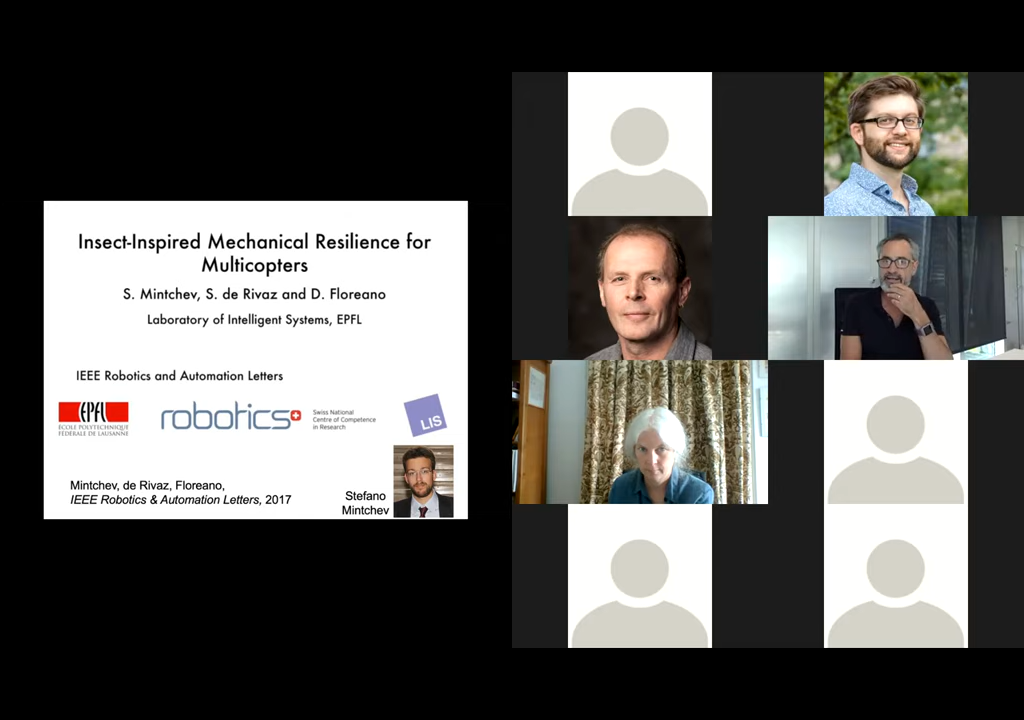 Insect-Inspired Mechanical Resilience for
Multicopters
S. Mintchev, S. de Rivaz and D. Floreano
Laboratory of Intelligent Systems, EPFL
IEEE Robotics and Automation Letters
EPFL
ECOLE POLYTECHNIQUE
FÉDÉRALE DE LAUSANNE
robotics+
Swiss National
Centre of Competence
in Research
LIS
Mintchev, de Rivaz, Floreano,
IEEE Robotics & Automation Letters, 2017
Stefano
Mintchev